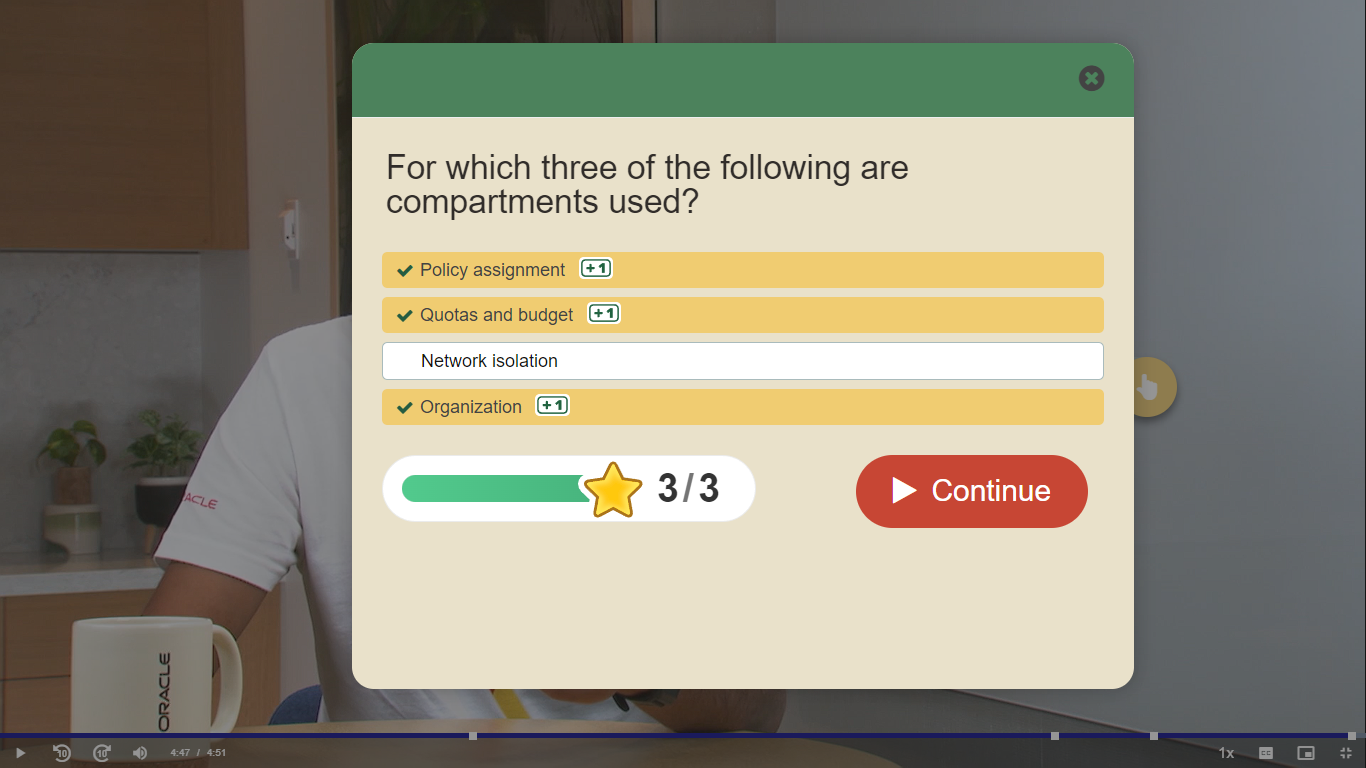 For which three of the following are
compartments used?
Policy assignment +1
Quotas and budget +1
Network isolation
Organization +1
3/3
Continue
ACLE
ORACLE
10
10
4:47 / 4:51
1x
CC